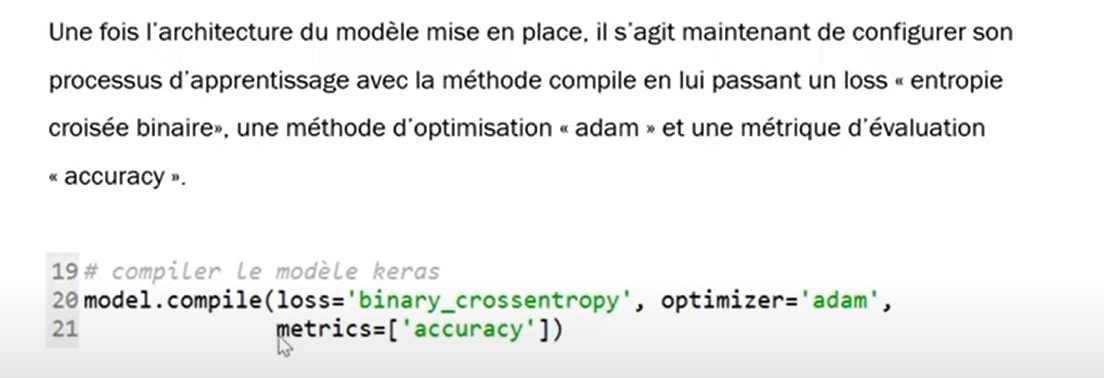 Une fois l'architecture du modèle mise en place, il s'agit maintenant de configurer son
processus d'apprentissage avec la méthode compile en lui passant un loss « entropie
croisée binaire», une méthode d'optimisation « adam » et une métrique d'évaluation
« accuracy ».
19 # compiler le modèle keras
20 model.compile(loss='binary_crossentropy', optimizer='adam',
21 metrics=['accuracy'])